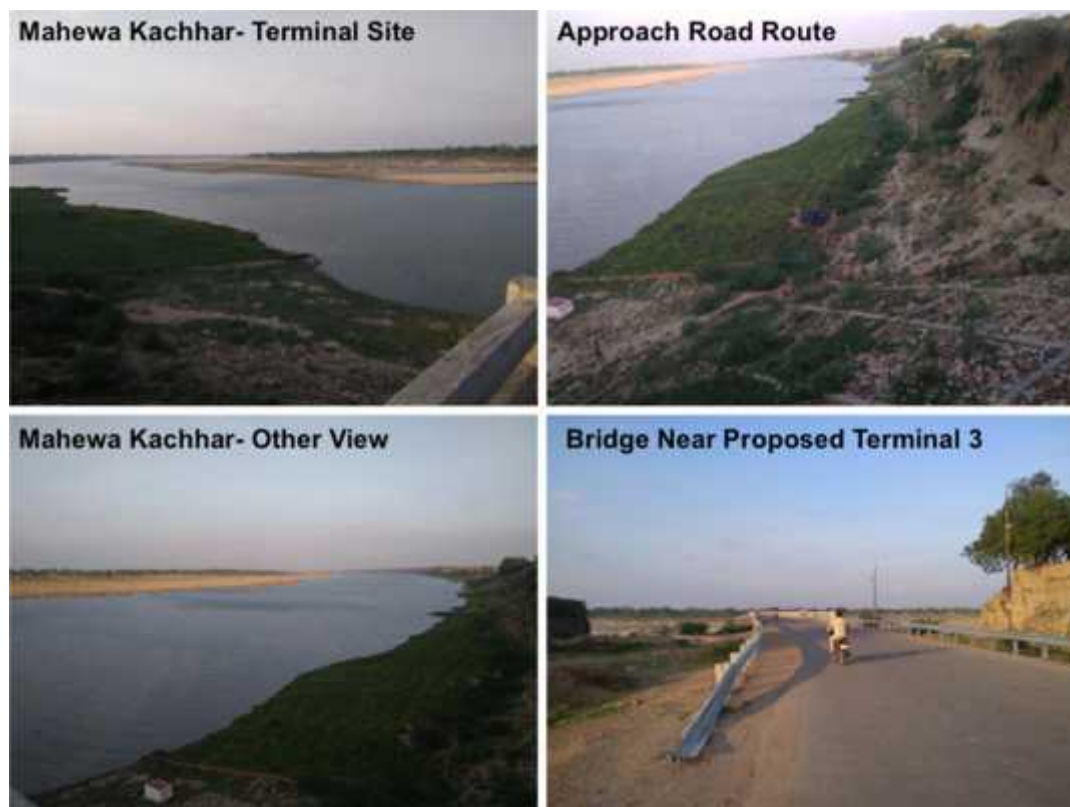 Mahewa Kachhar- Terminal Site
Approach Road Route
Mahewa Kachhar- Other View
Bridge Near Proposed Terminal 3